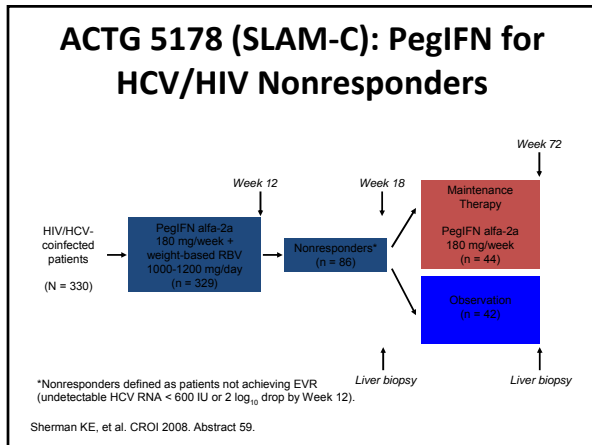 ACTG 5178 (SLAM-C): PegIFN for
HCV/HIV Nonresponders
Week 72
Week 12
Week 18
HIV/HCV-
coinfected
patients
(N = 330)
PegIFN alfa-2a
180 mg/week +
weight-based RBV
1000-1200 mg/day
(n = 329)
Nonresponders*
(n = 86)
Maintenance
Therapy
PegIFN alfa-2a
180 mg/week
(n = 44)
Observation
(n = 42)
Liver biopsy
Liver biopsy
*Nonresponders defined as patients not achieving EVR
(undetectable HCV RNA < 600 IU or 2 log10 drop by Week 12).
Sherman KE, et al. CROI 2008. Abstract 59.